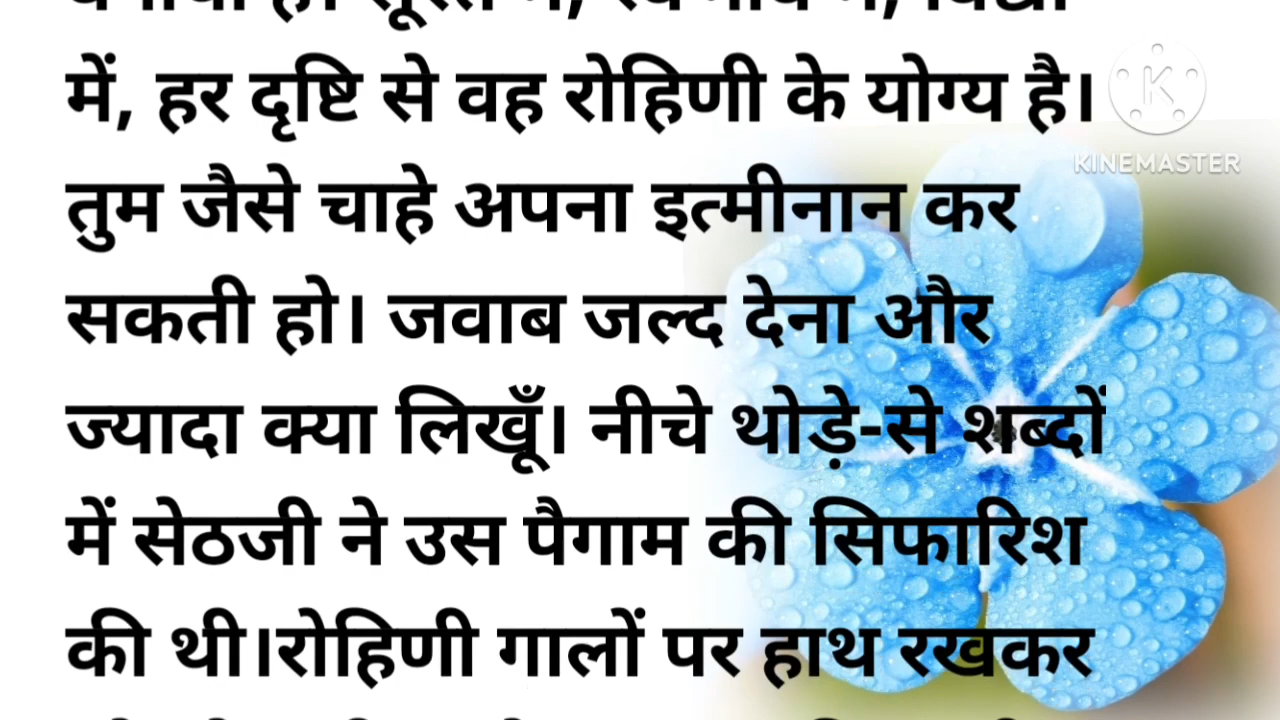 में, हर दृष्टि से वह रोहिणी के योग्य है।
तुम जैसे चाहे अपना इत्मीनान कर
सकती हो। जवाब जल्द देना और
ज्यादा क्या लिखूँ। नीचे थोड़े-से शब्दों
में सेठजी ने उस पैगाम की सिफारिश
की थी।रोहिणी गालों पर हाथ रखकर
K
KINEMASTER